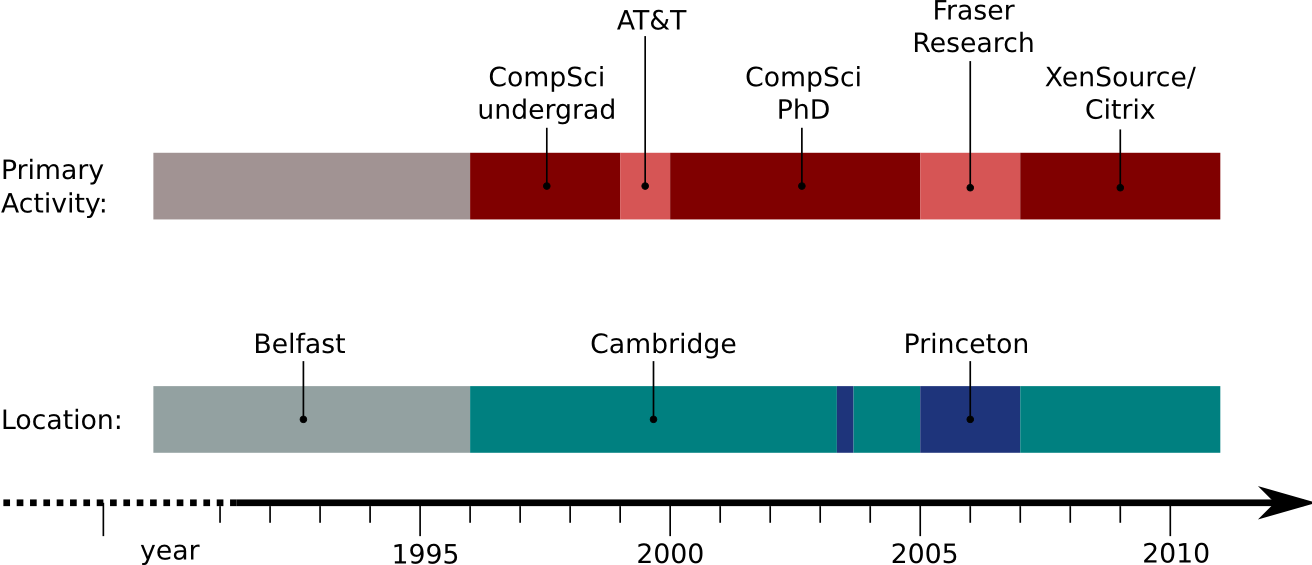 AT&T
Fraser
Research
CompSci
undergrad
CompSci
PhD
XenSource/
Citrix
Primary
Activity:
Belfast
Cambridge
Princeton
Location:
year
1995
2000
2005
2010